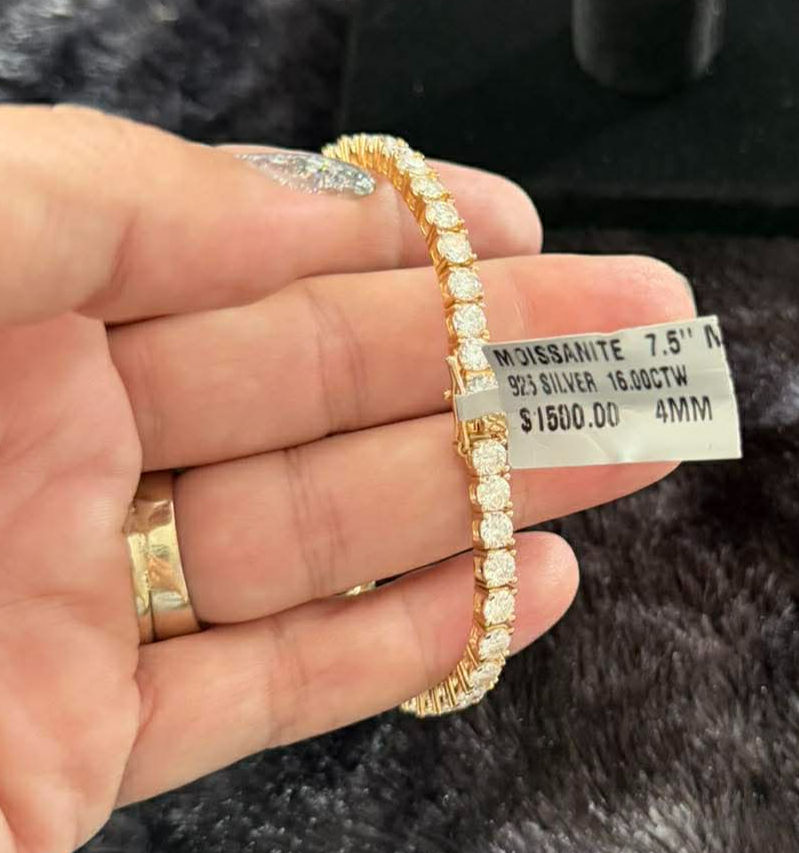 MOISSANITE 7.5"
925 SILVER 16.00CTW
$1500.00 4MM